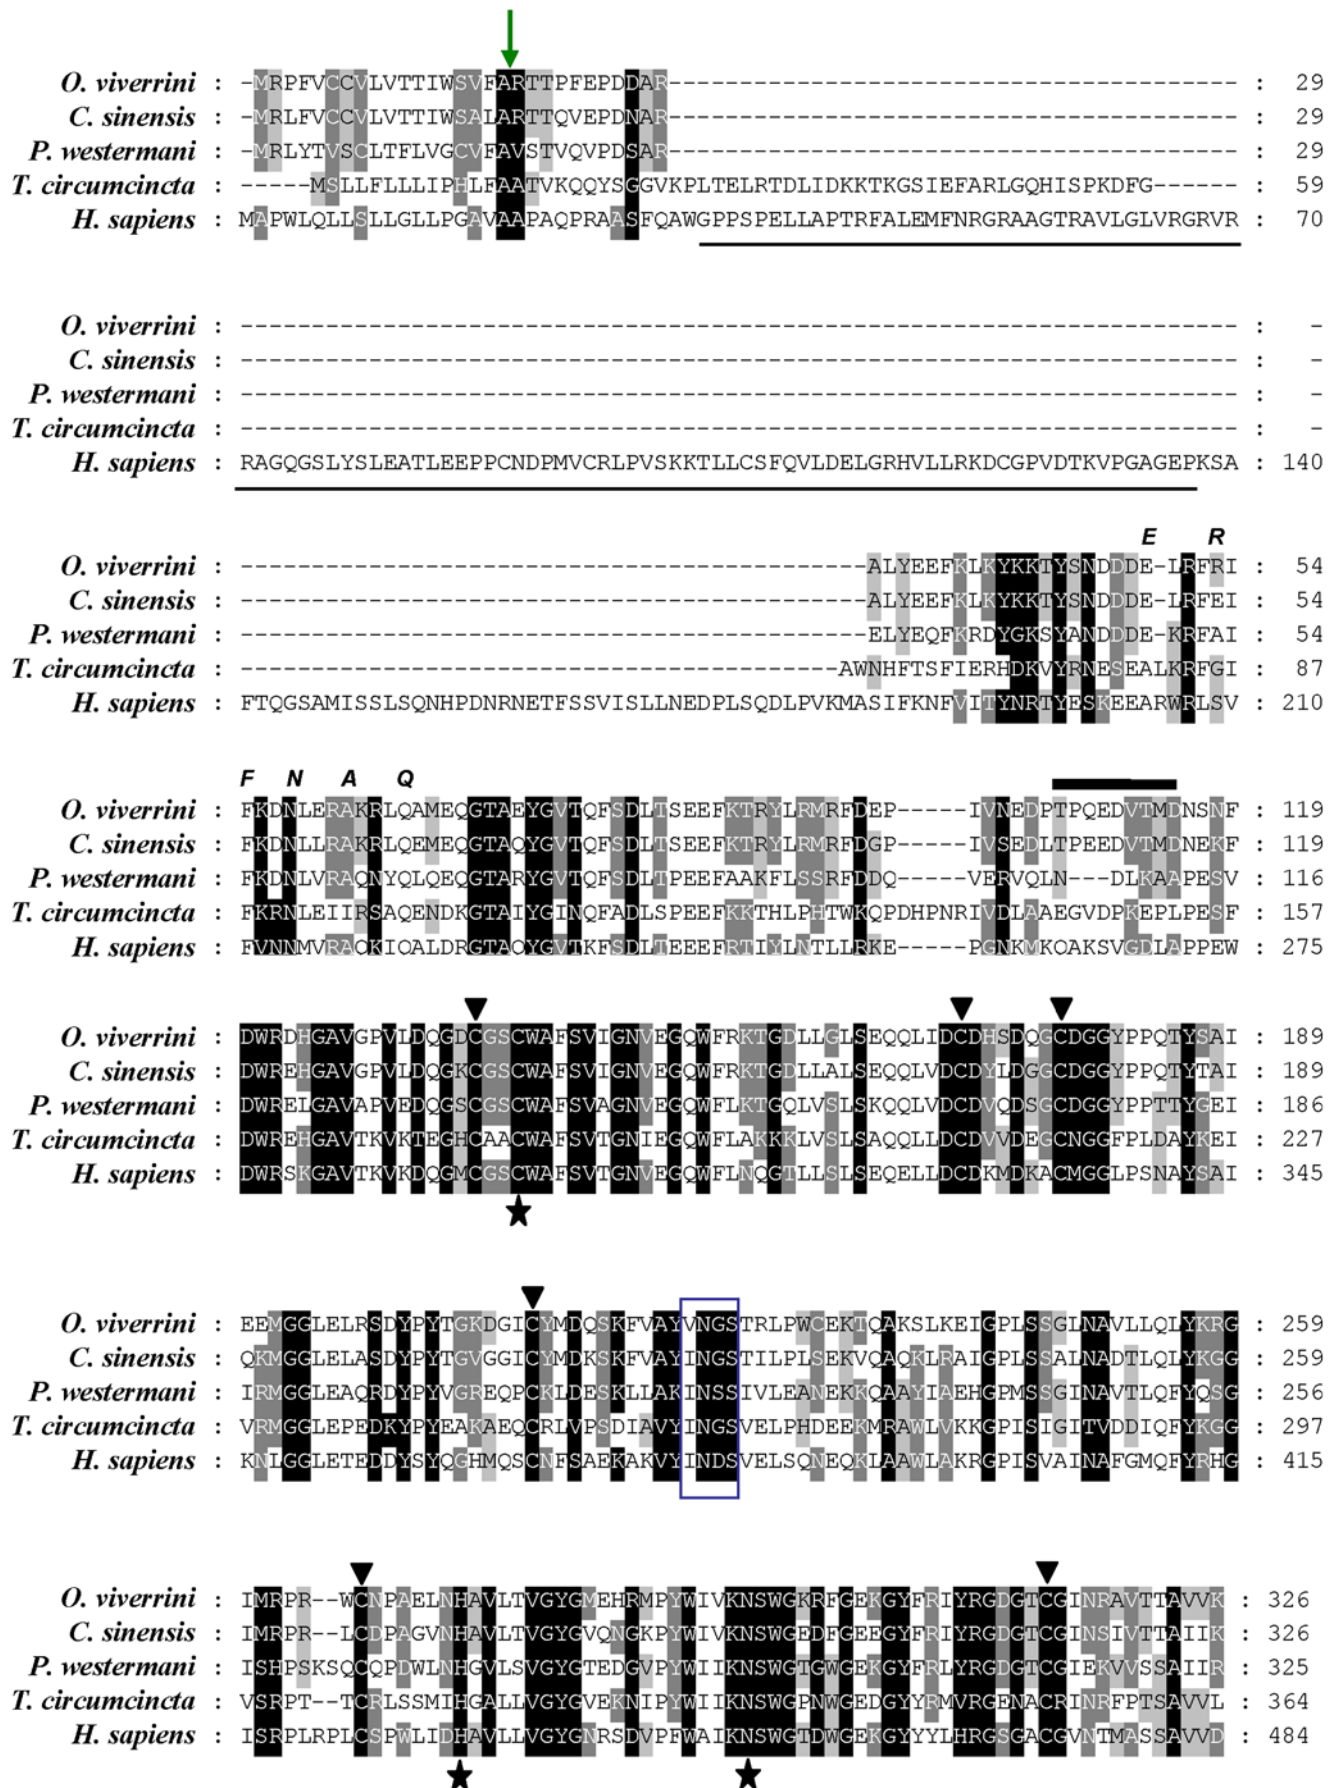 O. viverrini : -MRPFVCCVLVTTIWSVFARTTPFEPDDAR---------------------------------------- : 29
C. sinensis : -MRLFVCCVLVTTIWSALARTTQVEPDNAR---------------------------------------- : 29
P. westermani : -MRLYTVSCLTFLVGCVFAVSTVQVPDSAR---------------------------------------- : 29
T. circumcincta : -----MSLLFLLLIPHLFAATVKQQYSGGVKPLTELRTDLIDKKTKGSIEFARLGQHISPKDFG------ : 59
H. sapiens : MAPWLQLLSLLGLLPGAVAAPAQPRAASFQAWGPPSPELLAPTRFALEMFNRGRAAGTRAVLGLVRGRVR : 70
O. viverrini : ---------------------------------------------------------------------- : -
C. sinensis : ---------------------------------------------------------------------- : -
P. westermani : ---------------------------------------------------------------------- : -
T. circumcincta : ---------------------------------------------------------------------- : -
H. sapiens : RAGQGSLYSLEATLEEPPCNDPMVCRLPVSKKTLLCSFQVLDELGRHVLLRKDCGPVDTKVPGAGEPKSA : 140
E R
O. viverrini : --------------------------------------------ALYEEFKLKYKKTYSNDDDE-LRFRI : 54
C. sinensis : --------------------------------------------ALYEEFKLKYKKTYSNDDDE-LRFEI : 54
P. westermani : --------------------------------------------ELYEQFKRDYGKSYANDDDE-KRFAI : 54
T. circumcincta : ------------------------------------------AWNHFTSFIERHDKVYRNESEALKRFGI : 87
H. sapiens : FTQGSAMISSLSQNHPDNRNETFSSVISLLNEDPLSQDLPVKMASIFKNFVITYNRTYESKEEARWRLSV : 210
F N A Q
O. viverrini : FKDNLERAKRLQAMEQGTAEYGVTQFSDLTSEEFKTRYLRMRFDEP-----IVNEDPTPQEDVTMDNSNF : 119
C. sinensis : FKDNLLRAKRLQEMEQGTAQYGVTQFSDLTSEEFKTRYLRMRFDGP-----IVSEDLTPEEDVTMDNEKF : 119
P. westermani : FKDNLVRAQNYQLQEQGTARYGVTQFSDLTPEEFAAKFLSSRFDDQ-----VERVQLN---DLKAAPESV : 116
T. circumcincta : FKRNLEIIRSAQENDKGTAIYGINQFADLSPEEFKKTHLPHTWKQPDHPNRIVDLAAEGVDPKEPLPESF : 157
H. sapiens : FVNNMVRAQKIQALDRGTAQYGVTKFSDLTEEEFRTIYLNTLLRKE-----PGNKMKQAKSVGDLAPPEW : 275
O. viverrini : DWRDHGAVGPVLDQGDCGSCWAFSVIGNVEGQWFRKTGDLLGLSEQQLIDCDHSDQGCDGGYPPQTYSAI : 189
C. sinensis : DWREHGAVGPVLDQGKCGSCWAFSVIGNVEGQWFRKTGDLLALSEQQLVDCDYLDGGCDGGYPPQTYTAI : 189
P. westermani : DWRELGAVAPVEDQGSCGSCWAFSVAGNVEGQWFLKTGQLVSLSKQQLVDCDVQDSGCDGGYPPTTYGEI : 186
T. circumcincta : DWREHGAVTKVKTEGHCAACWAFSVTGNIEGQWFLAKKKLVSLSAQQLLDCDVVDEGCNGGFPLDAYKEI : 227
H. sapiens : DWRSKGAVTKVKDQGMCGSCWAFSVTGNVEGQWFLNQGTLLSLSEQELLDCDKMDKACMGGLPSNAYSAI : 345
O. viverrini : EEMGGLELRSDYPYTGKDGICYMDQSKFVAYVNGSTRLPWCEKTQAKSLKEIGPLSSGLNAVLLQLYKRG : 259
C. sinensis : QKMGGLELASDYPYTGVGGICYMDKSKFVAYINGSTILPLSEKVQAQKLRAIGPLSSALNADTLQLYKGG : 259
P. westermani : IRMGGLEAQRDYPYVGREQPCKLDESKLLAKINSSIVLEANEKKQAAYIAEHGPMSSGINAVTLQFYQSG : 256
T. circumcincta : VRMGGLEPEDKYPYEAKAEQCRLVPSDIAVYINGSVELPHDEEKMRAWLVKKGPISIGITVDDIQFYKGG : 297
H. sapiens : KNLGGLETEDDYSYQGHMQSCNFSAEKAKVYINDSVELSQNEQKLAAWLAKRGPISVAINAFGMQFYRHG : 415
O. viverrini : IMRPR--WCNPAELNHAVLTVGYGMEHRMPYWIVKNSWGKRFGEKGYFRIYRGDGTCGINRAVTTAVVK : 326
C. sinensis : IMRPR--LCDPAGVNHAVLTVGYGVQNGKPYWIVKNSWGEDFGEEGYFRIYRGDGTCGINSIVTTAIIK : 326
P. westermani : ISHPSKSQCQPDWLNHGVLSVGYGTEDGVPYWIIKNSWGTGWGEKGYFRLYRGDGTCGIEKVVSSAIIR : 325
T. circumcincta : VSRPT--TCRLSSMIHGALLVGYGVEKNIPYWIIKNSWGPNWGEDGYYRMVRGENACRINRFPTSAVVL : 364
H. sapiens : ISRPLRPLCSPWLIDHAVLLVGYGNRSDVPFWAIKNSWGTDWGEKGYYYLHRGSGACGVNTMASSAVVD : 484